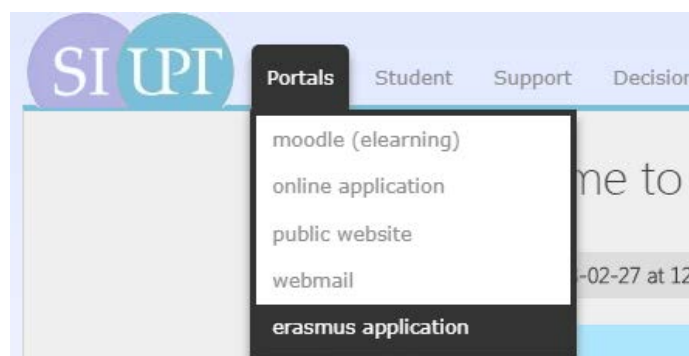 SI UPT
Portals Student Support Decision
moodle (elearning)
online application
me to
public website
webmail
-02-27 at 12
erasmus application